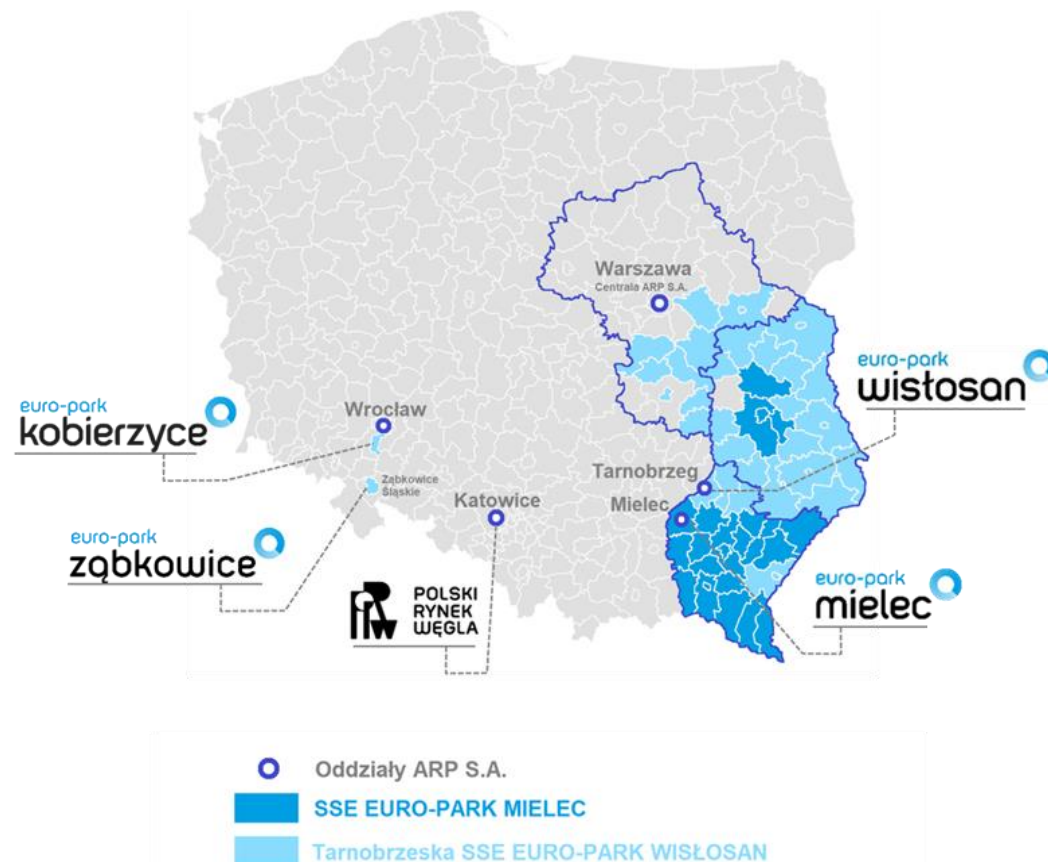 Warszawa
Centrala ARP S.A.
euro-park
wisłosan
euro-park
kobierzyce
Wrocław
Ząbkowice
Śląskie
Tarnobrzeg
Mielec
Katowice
euro-park
ząbkowice
euro-park
mielec
POLSKI
RYNEK
WĘGLA
Oddziały ARP S.A.
SSE EURO-PARK MIELEC
Tarnobrzeska SSE EURO-PARK WISŁOSAN